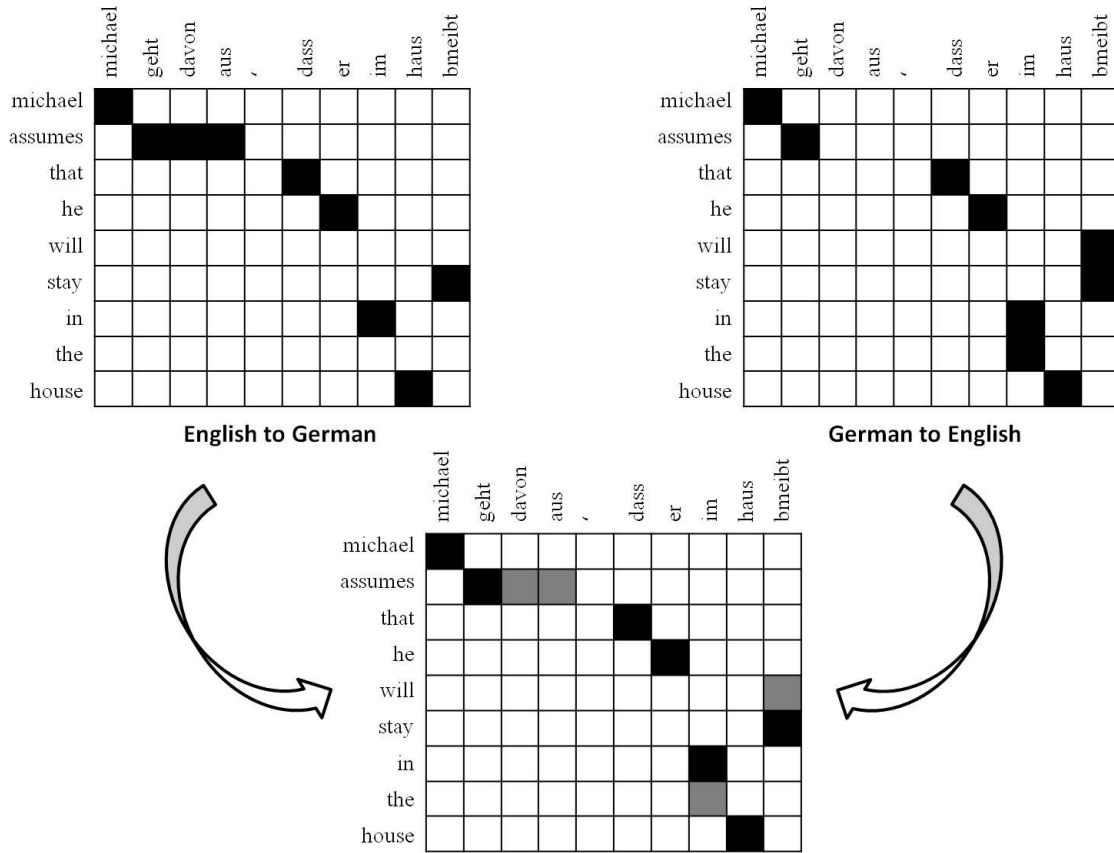 michael geht davon aus , dass er im haus bmeibt
michael
assumes
that
he
will
stay
in
the
house
English to German
michael geht davon aus , dass er im haus bmeibt
michael
assumes
that
he
will
stay
in
the
house
German to English
michael geht davon aus , dass er im haus bmeibt
michael
assumes
that
he
will
stay
in
the
house